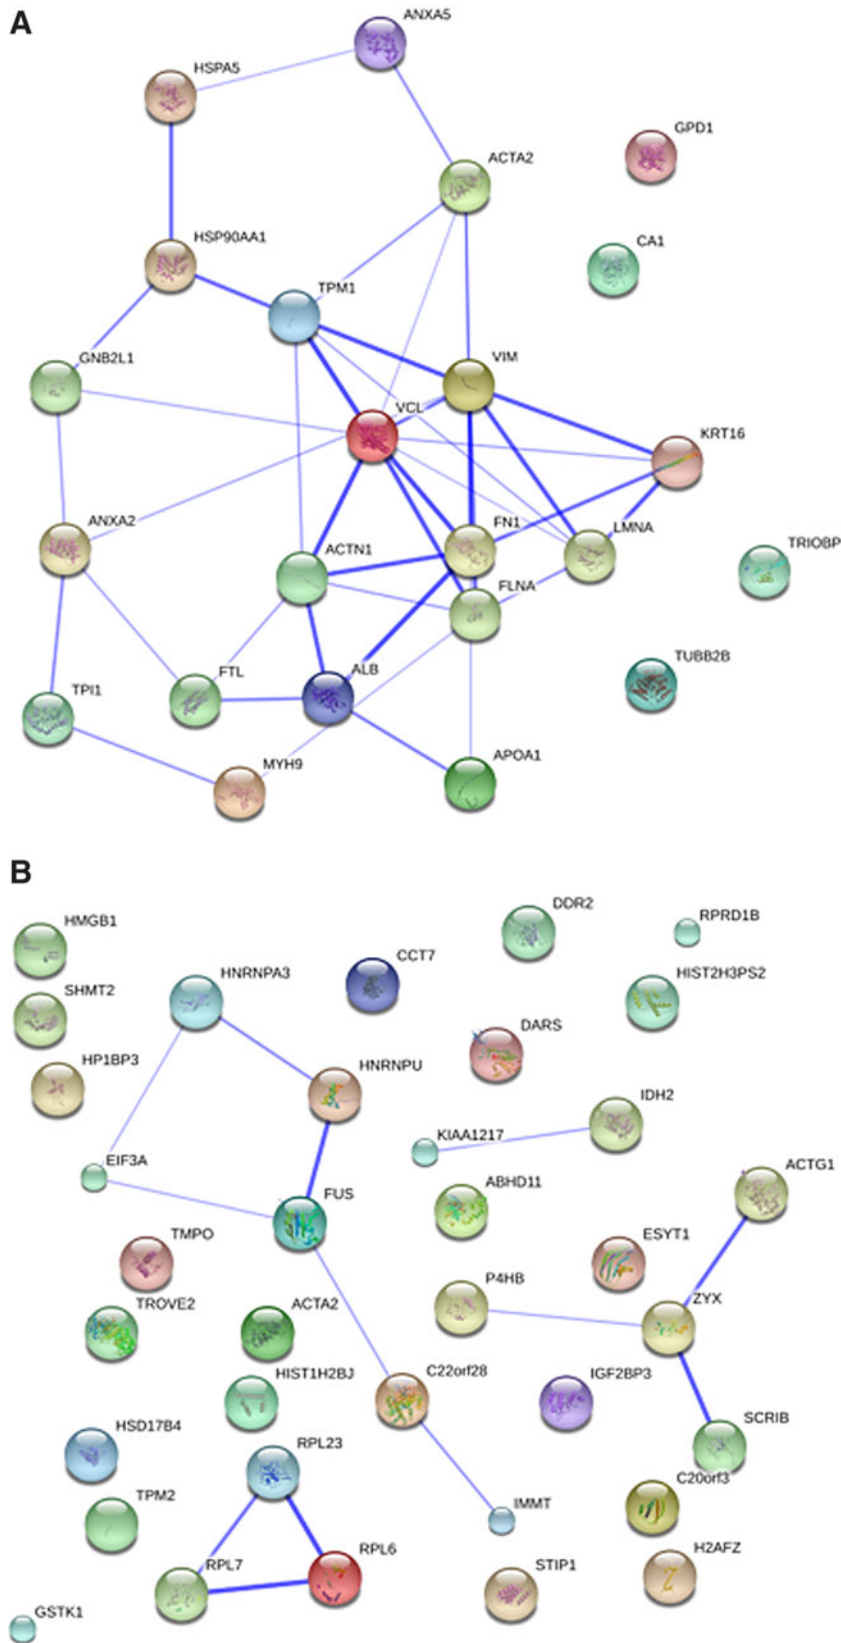 A
ANXA5
HSPA5
GPD1
ACTA2
HSP90AA1
CA1
TPM1
GNB2L1
VIM
VCL
KRT16
ANXA2
FN1
LMNA
ACTN1
TRIOBP
FLNA
TUBB2B
FTL
ALB
TPI1
MYH9
APOA1
B
DDR2
RPRD1B
HMGB1
CCT7
HNRNPA3
HIST2H3PS2
SHMT2
DARS
HP1BP3
HNRNPU
IDH2
KIAA1217
EIF3A
ACTG1
ABHD11
FUS
TMPO
ESYT1
P4HB
ZYX
TROVE2
ACTA2
HIST1H2BJ
C22orf28
IGF2BP3
SCRIB
HSD17B4
RPL23
C20orf3
TPM2
IMMT
H2AFZ
RPL7
RPL6
STIP1
GSTK1